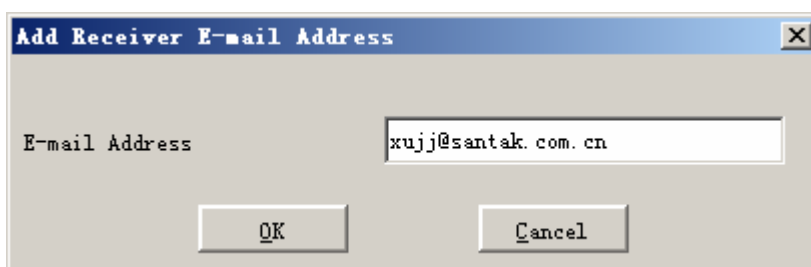 Add Receiver E-mail Address
E-mail Address
xujj@santak.com.cn
OK
Cancel